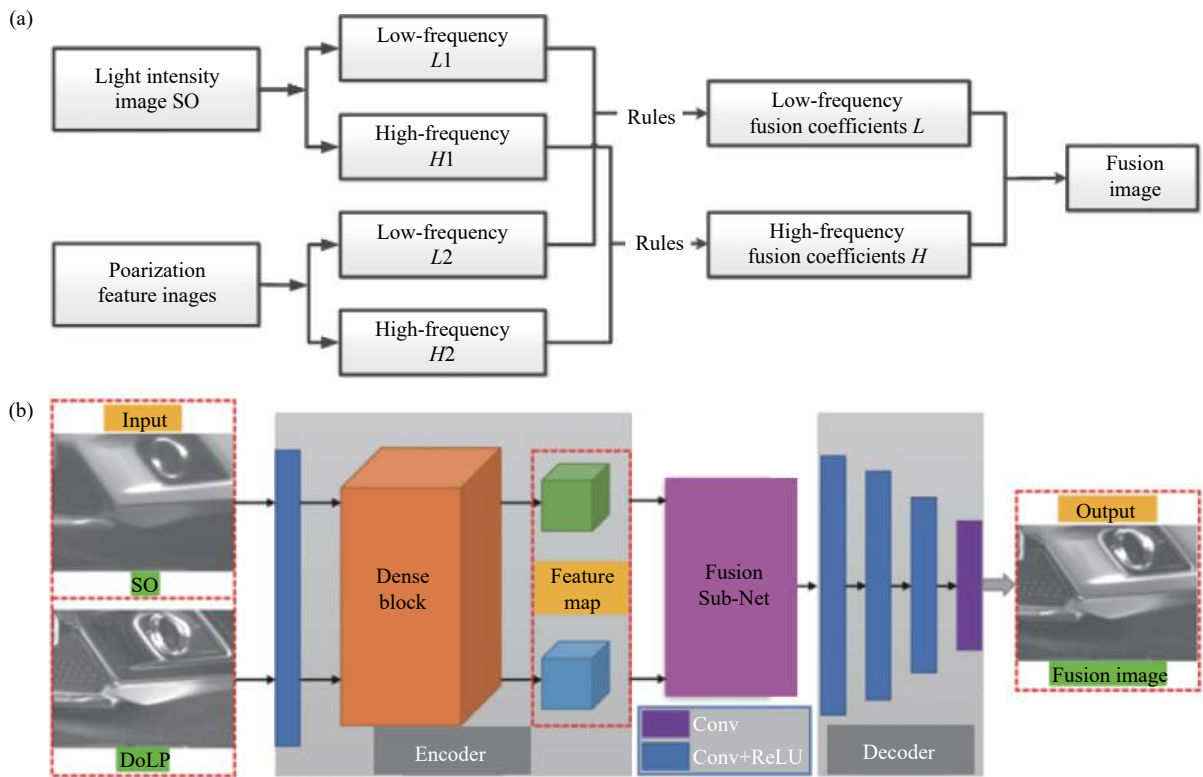 (a)
Light intensity
image SO
Low-frequency
L1
High-frequency
H1
Poarization
feature images
Low-frequency
L2
High-frequency
H2
Rules
Rules
Low-frequency
fusion coefficients L
High-frequency
fusion coefficients H
Fusion
image
(b)
Input
SO
DoLP
Dense
block
Encoder
Feature
map
Fusion
Sub-Net
Conv
Conv+ReLU
Decoder
Output
Fusion image